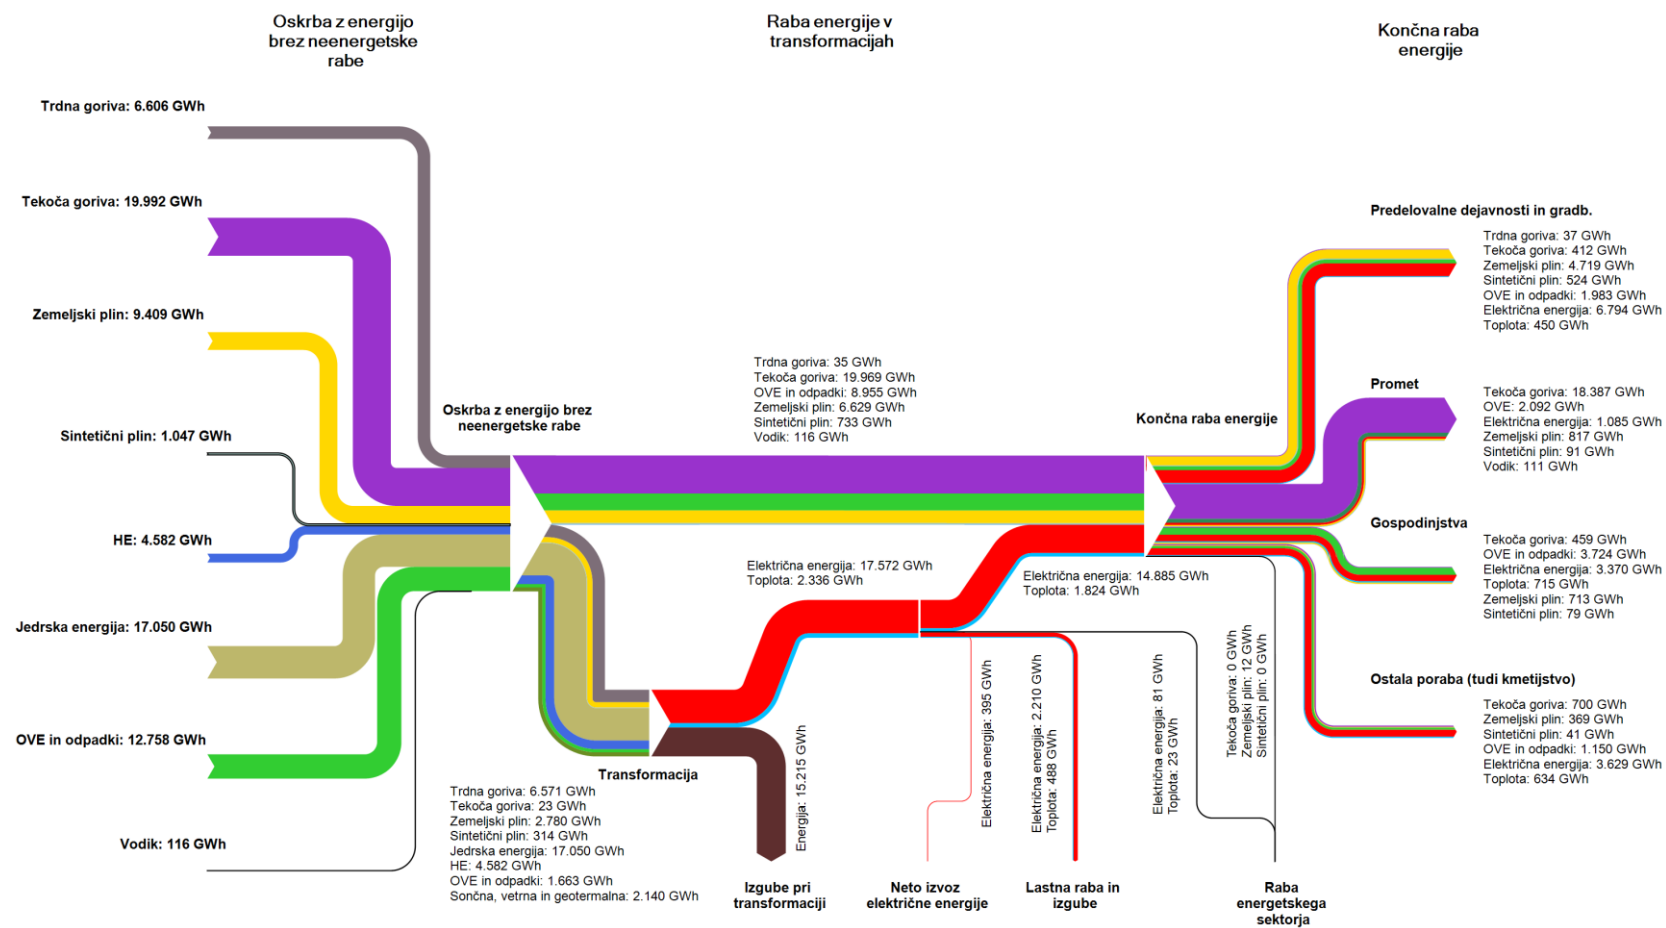 Oskrba z energijo
brez neenergetske
rabe
Raba energije v
transformacijah
Končna raba
energije
Trdna goriva: 6.606 GWh
Tekoča goriva: 19.992 GWh
Zemeljski plin: 9.409 GWh
Sintetični plin: 1.047 GWh
HE: 4.582 GWh
Jedrska energija: 17.050 GWh
OVE in odpadki: 12.758 GWh
Vodik: 116 GWh
Oskrba z energijo brez
neenergetske rabe
Trdna goriva: 35 GWh
Tekoča goriva: 19.969 GWh
OVE in odpadki: 8.955 GWh
Zemeljski plin: 6.629 GWh
Sintetični plin: 733 GWh
Vodik: 116 GWh
Transformacija
Trdna goriva: 6.571 GWh
Tekoča goriva: 23 GWh
Zemeljski plin: 2.780 GWh
Sintetični plin: 314 GWh
Jedrska energija: 17.050 GWh
HE: 4.582 GWh
OVE in odpadki: 1.663 GWh
Sončna, vetrna in geotermalna: 2.140 GWh
Električna energija: 17.572 GWh
Toplota: 2.336 GWh
Energija: 15.215 GWh
Izgube pri
transformaciji
Električna energija: 395 GWh
Neto izvoz
električne energije
Električna energija: 2.210 GWh
Toplota: 488 GWh
Lastna raba in
izgube
Električna energija: 14.885 GWh
Toplota: 1.824 GWh
Električna energija: 81 GWh
Toplota: 23 GWh
Tekoča goriva: 0 GWh
Zemeljski plin: 12 GWh
Sintetični plin: 0 GWh
Raba
energetskega
sektorja
Končna raba energije
Predelovalne dejavnosti in gradb.
Trdna goriva: 37 GWh
Tekoča goriva: 412 GWh
Zemeljski plin: 4.719 GWh
Sintetični plin: 524 GWh
OVE in odpadki: 1.983 GWh
Električna energija: 6.794 GWh
Toplota: 450 GWh
Promet
Tekoča goriva: 18.387 GWh
OVE: 2.092 GWh
Električna energija: 1.085 GWh
Zemeljski plin: 817 GWh
Sintetični plin: 91 GWh
Vodik: 111 GWh
Gospodinjstva
Tekoča goriva: 459 GWh
OVE in odpadki: 3.724 GWh
Električna energija: 3.370 GWh
Toplota: 715 GWh
Zemeljski plin: 713 GWh
Sintetični plin: 79 GWh
Ostala poraba (tudi kmetijstvo)
Tekoča goriva: 700 GWh
Zemeljski plin: 369 GWh
Sintetični plin: 41 GWh
OVE in odpadki: 1.150 GWh
Električna energija: 3.629 GWh
Toplota: 634 GWh